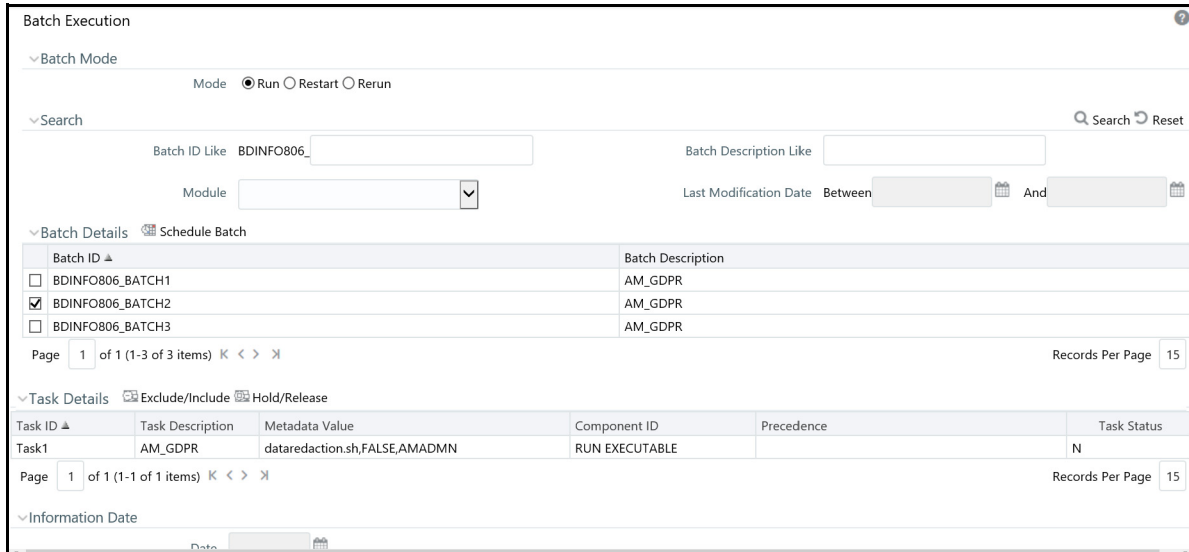 Batch Execution
?
Batch Mode
Mode Run Restart Rerun
Search Search Reset
Batch ID Like BDINFO806_ Batch Description Like
Module Last Modification Date Between And
Batch Details Schedule Batch
Batch ID Batch Description
BDINFO806_BATCH1 AM_GDPR
BDINFO806_BATCH2 AM_GDPR
BDINFO806_BATCH3 AM_GDPR
Page 1 of 1 (1-3 of 3 items) Records Per Page 15
Task Details Exclude/Include Hold/Release
Task ID Task Description Metadata Value Component ID Precedence Task Status
Task1 AM_GDPR dataredaction.sh,FALSE,AMADMN RUN EXECUTABLE N
Page 1 of 1 (1-1 of 1 items) Records Per Page 15
Information Date
Date